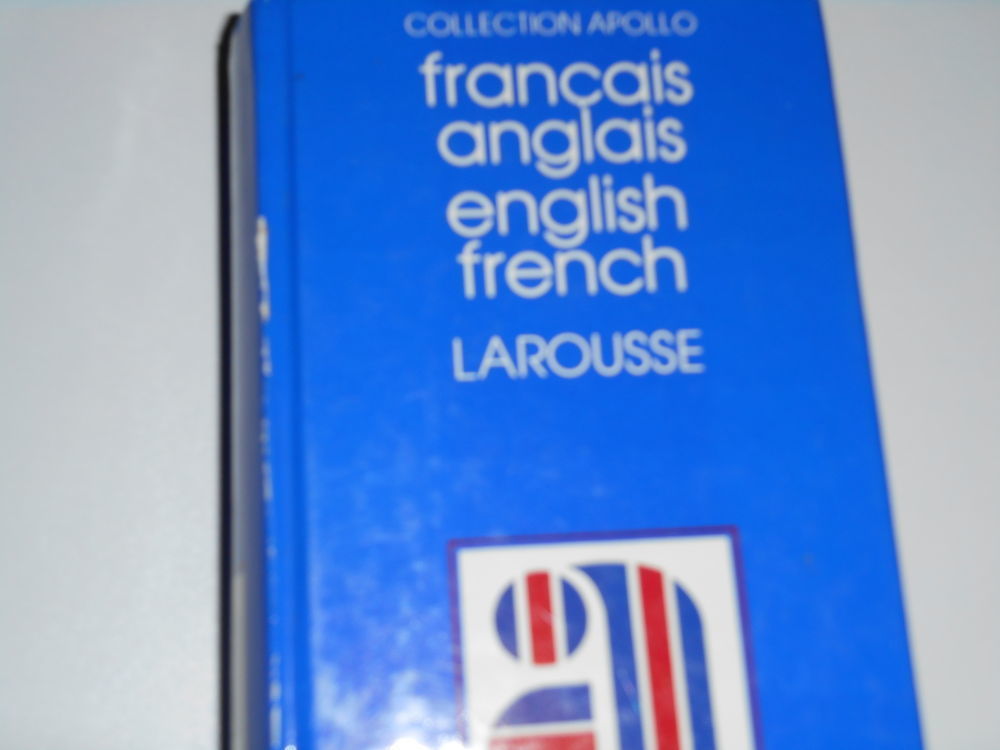 COLLECTION APOLLO
français
anglais
english
french
LAROUSSE
a